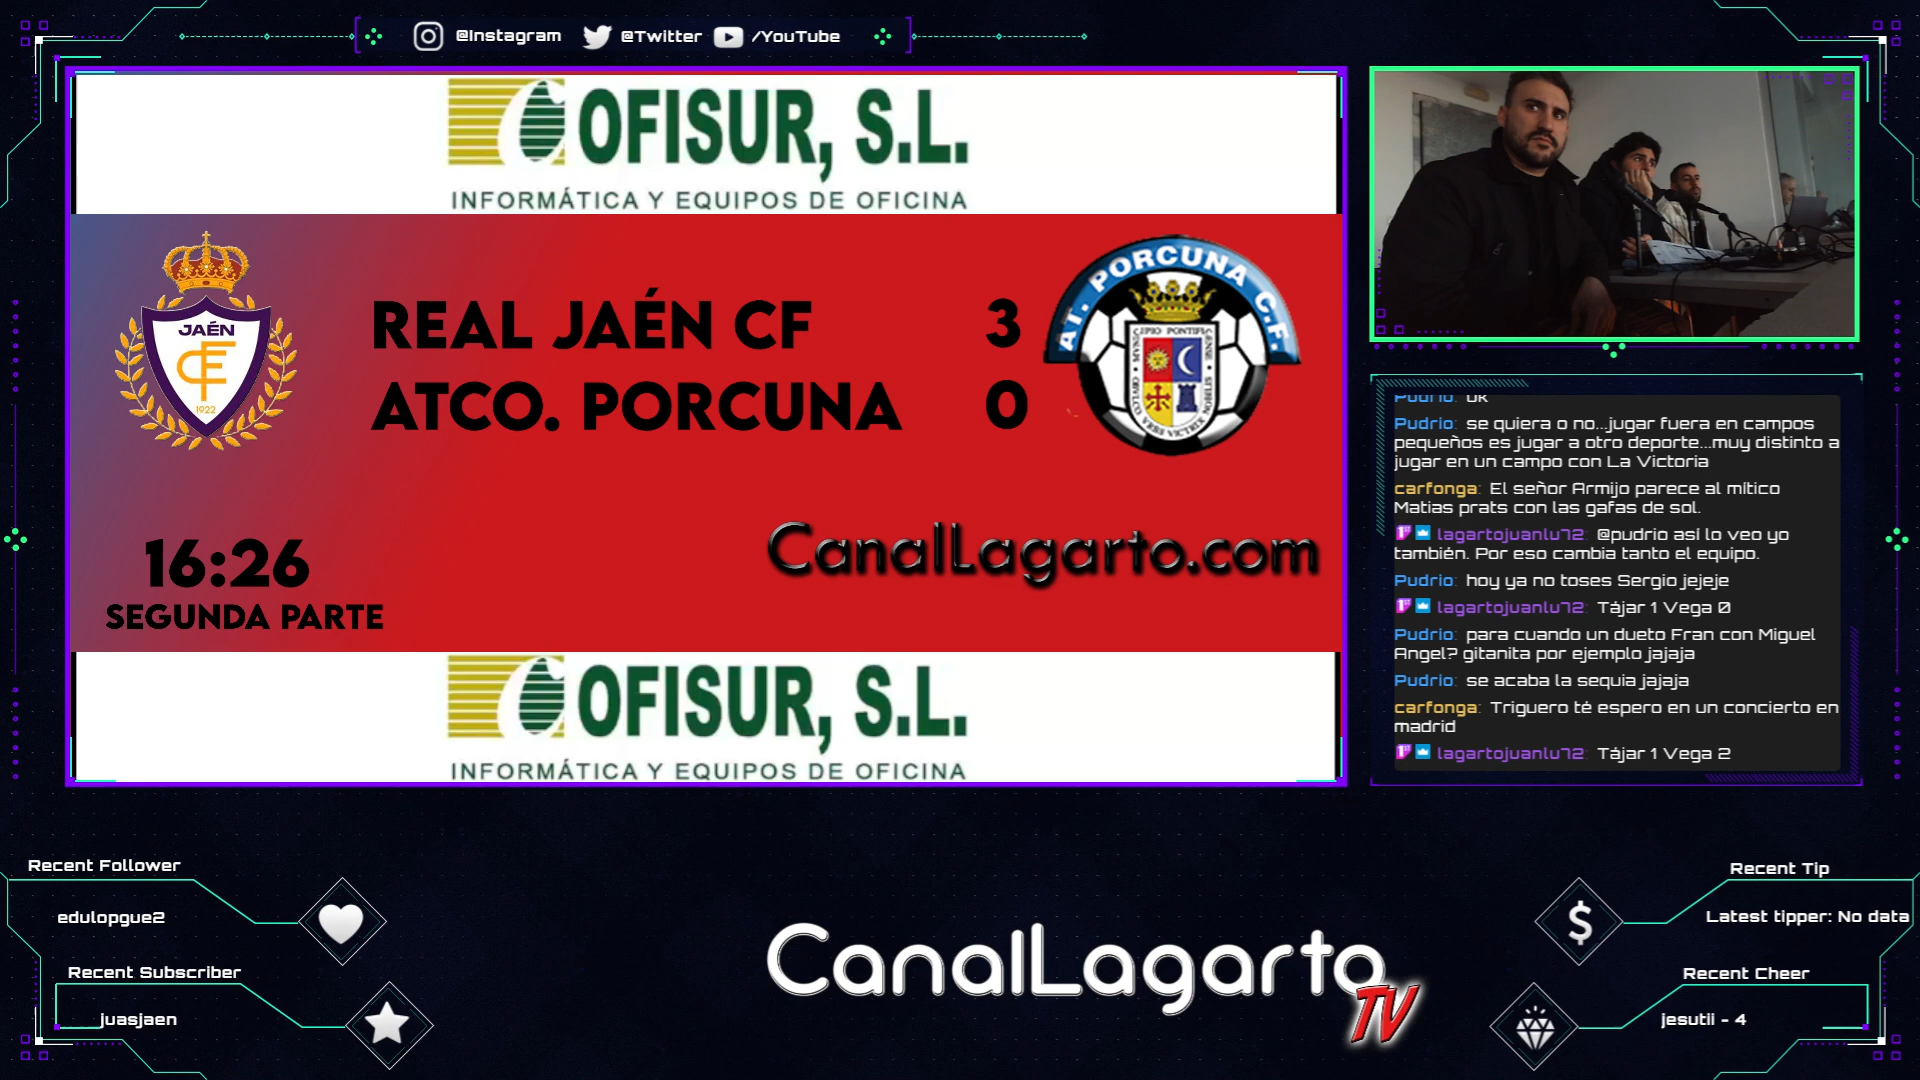 @Instagram @Twitter /YouTube
OFISUR, S.L.
INFORMÁTICA Y EQUIPOS DE OFICINA
JAÉN
CF
1922
REAL JAÉN CF 3
ATCO. PORCUNA 0
AT. PORCUNA C.F.
16:26
SEGUNDA PARTE
CanalLagarto.com
OFISUR, S.L.
INFORMÁTICA Y EQUIPOS DE OFICINA
Pudrio: ok
Pudrio: se quiera o no...jugar fuera en campos
pequeños es jugar a otro deporte...muy distinto a
jugar en un campo con La Victoria
carfonga: El señor Armijo parece al mítico
Matias prats con las gafas de sol.
lagartojuanlu72: @pudrio así lo veo yo
también. Por eso cambia tanto el equipo.
Pudrio: hoy ya no toses Sergio jejeje
lagartojuanlu72: Tájar 1 Vega 0
Pudrio: para cuando un dueto Fran con Miguel
Angel? gitanita por ejemplo jajaja
Pudrio: se acaba la sequia jajaja
carfonga: Triguero té espero en un concierto en
madrid
lagartojuanlu72: Tájar 1 Vega 2
Recent Follower
edulopgue2
Recent Subscriber
juasjaen
CanalLagarto
TV
Recent Tip
Latest tipper: No data
Recent Cheer
jesutii - 4